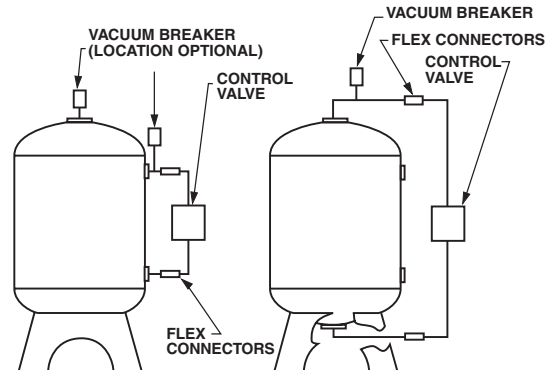 VACUUM BREAKER
(LOCATION OPTIONAL)
CONTROL
VALVE
FLEX
CONNECTORS
VACUUM BREAKER
FLEX CONNECTORS
CONTROL
VALVE